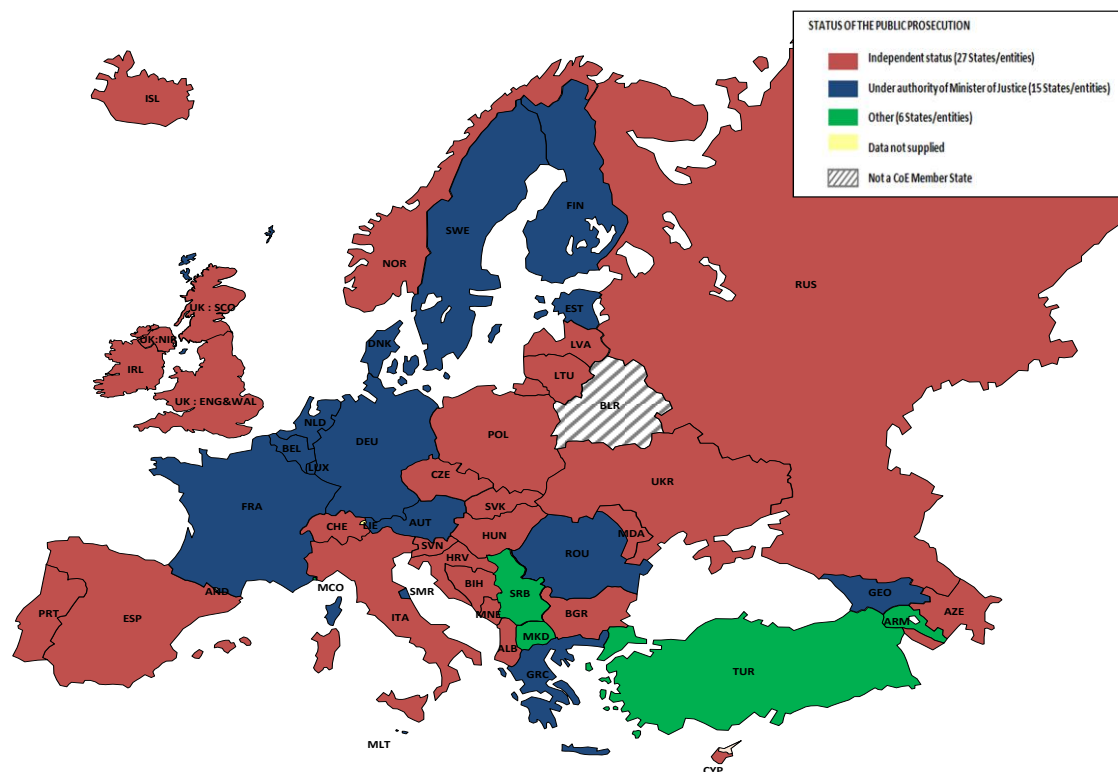 STATUS OF THE PUBLIC PROSECUTION
Independent status (27 States/entities)
Under authority of Minister of Justice (15 States/entities)
Other (6 States/entities)
Data not supplied
Not a CoE Member State
ISL
FIN
SWE
NOR
RUS
UK : SCO
EST
UK:NIR
DNK
LVA
IRL
LTU
UK : ENG&WAL
BLR
NLD
POL
BEL
DEU
LUX
CZE
UKR
FRA
SVK
LIE
AUT
CHE
HUN
MDA
SVN
HRV
ROU
BIH
AND
MCO
SMR
SRB
GEO
PRT
ESP
MNE
BGR
AZE
ITA
ARM
MKD
ALB
GRC
TUR
MLT
CYP